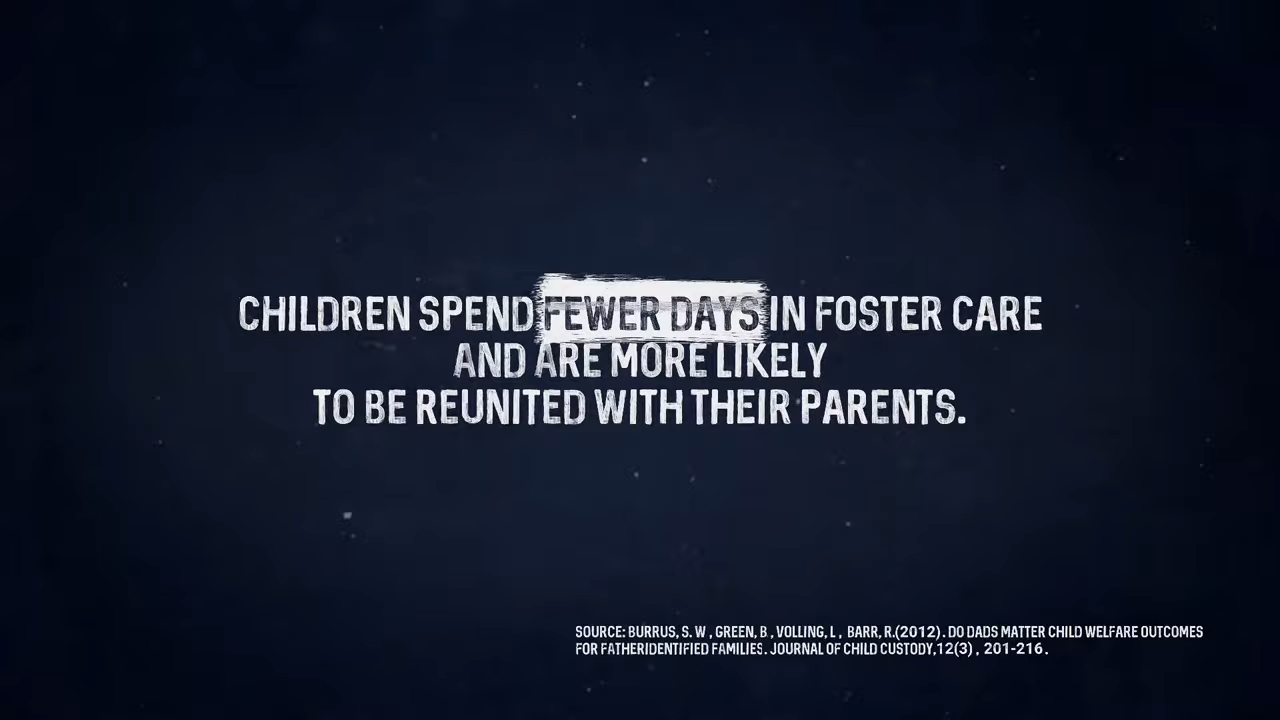 CHILDREN SPEND FEWER DAYS IN FOSTER CARE
AND ARE MORE LIKELY
TO BE REUNITED WITH THEIR PARENTS.
SOURCE: BURRUS, S. W , GREEN, B , VOLLING, L , BARR, R.(2012) . DO DADS MATTER CHILD WELFARE OUTCOMES
FOR FATHERIDENTIFIED FAMILIES. JOURNAL OF CHILD CUSTODY,12(3) , 201-216 .